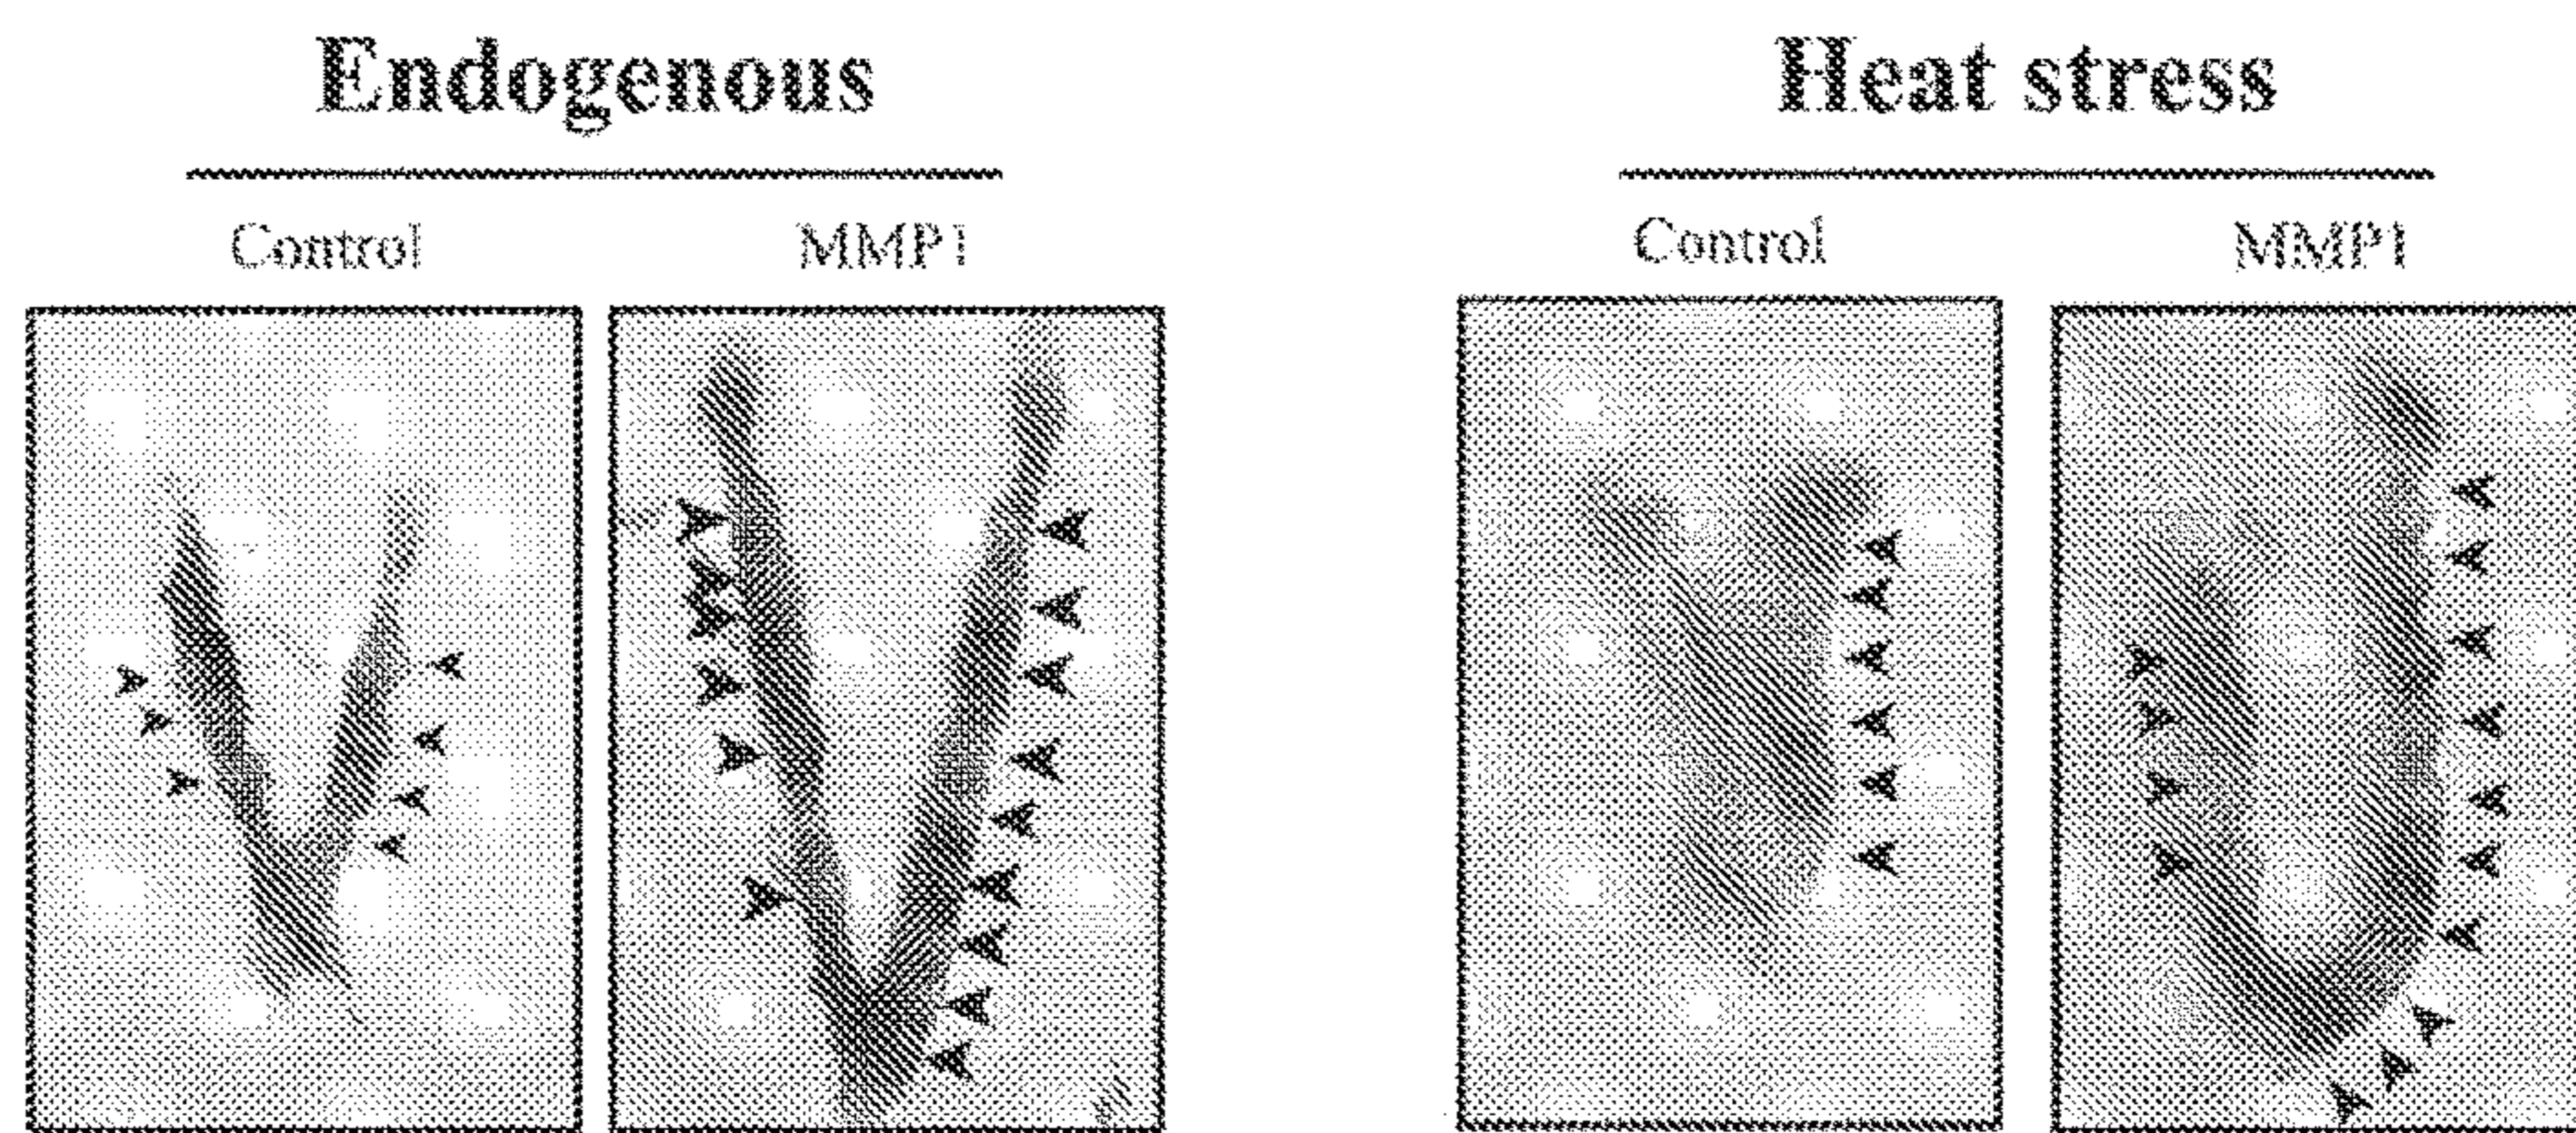 Endogenous
Heat stress
Control
MMP1
Control
MMP1